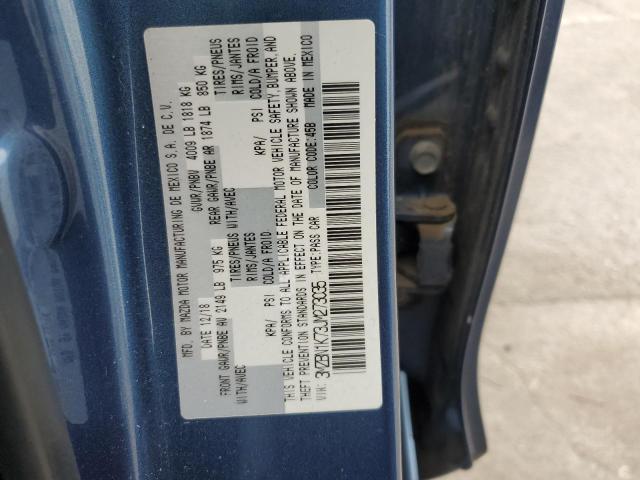 MFD. BY MAZDA MOTOR MANUFACTURING DE MEXICO S.A. DE C.V.
DATE 12/18 GVWR/PNBV 4009 LB 1818 KG
FRONT GAWR/PNBE AV 2149 LB 975 KG REAR GAWR/PNBE AR 1874 LB 850 KG
WITH/AVEC TIRES/PNEUS WITH/AVEC TIRES/PNEUS
RIMS/JANTES RIMS/JANTES
KPA/ PSI COLD/A FROID KPA/ PSI COLD/A FROID
THIS VEHICLE CONFORMS TO ALL APPLICABLE FEDERAL MOTOR VEHICLE SAFETY, BUMPER, AND
THEFT PREVENTION STANDARDS IN EFFECT ON THE DATE OF MANUFACTURE SHOWN ABOVE.
VIN: TYPE:PASS CAR COLOR CODE:45B MADE IN MEXICO